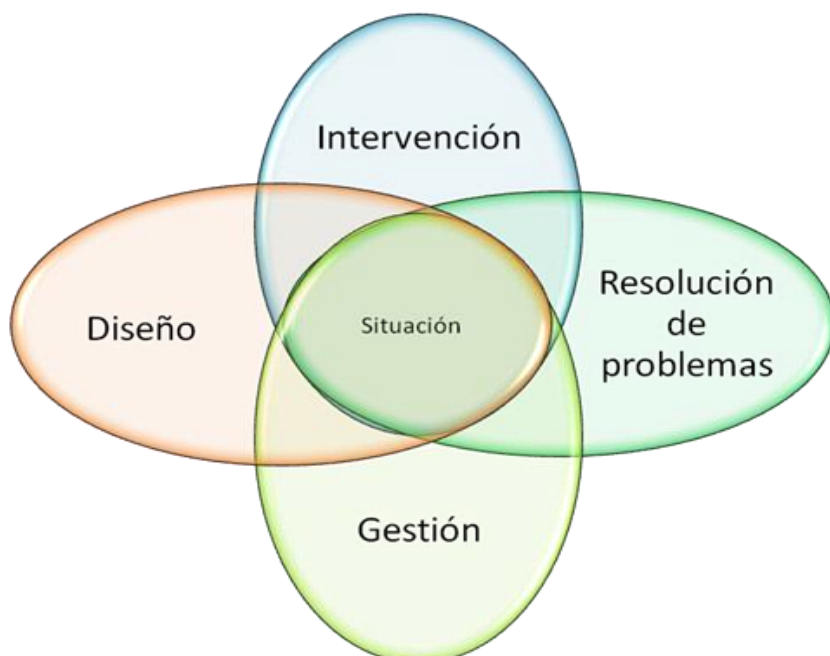 Intervención
Diseño
Situación
Resolución
de
problemas
Gestión